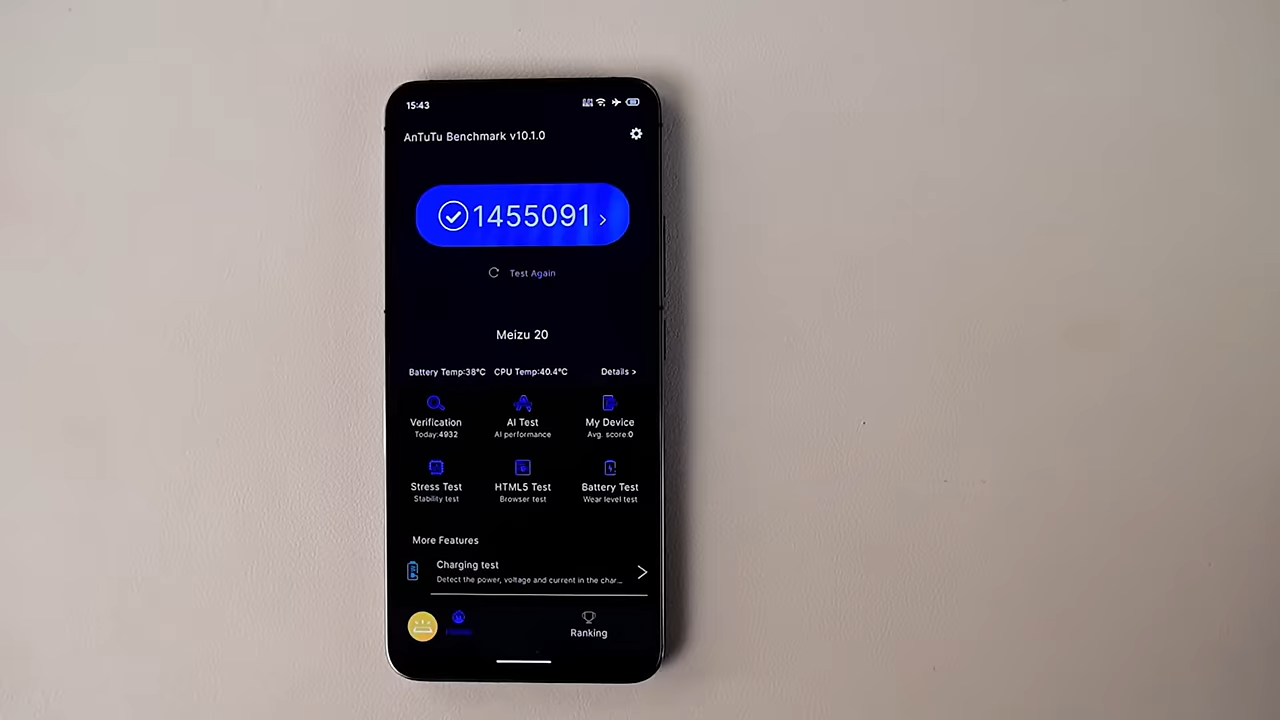 15:43
AnTuTu Benchmark v10.1.0
1455091
Test Again
Meizu 20
Battery Temp:38°C CPU Temp:40.4°C Details >
Verification AI Test My Device
Today:4932 AI performance Avg. score:0
Stress Test HTML5 Test Battery Test
Stability test Browser test Wear level test
More Features
Charging test
Detect the power, voltage and current in the char...
Ranking